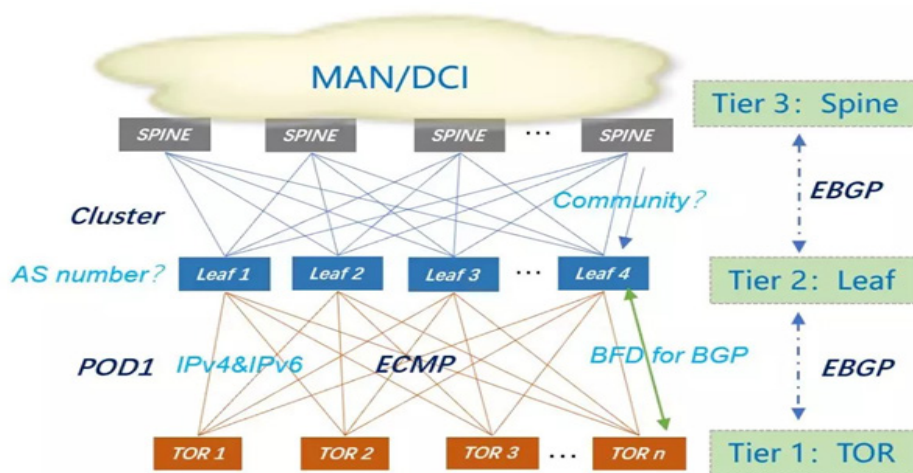 MAN/DCI
Tier 3: Spine
SPINE SPINE SPINE ... SPINE
Community?
EBGP
Cluster
AS number?
Leaf 1 Leaf 2 Leaf 3 ... Leaf 4
Tier 2: Leaf
POD1 IPv4&IPv6 ECMP BFD for BGP
EBGP
TOR 1 TOR 2 TOR 3 ... TOR n
Tier 1: TOR